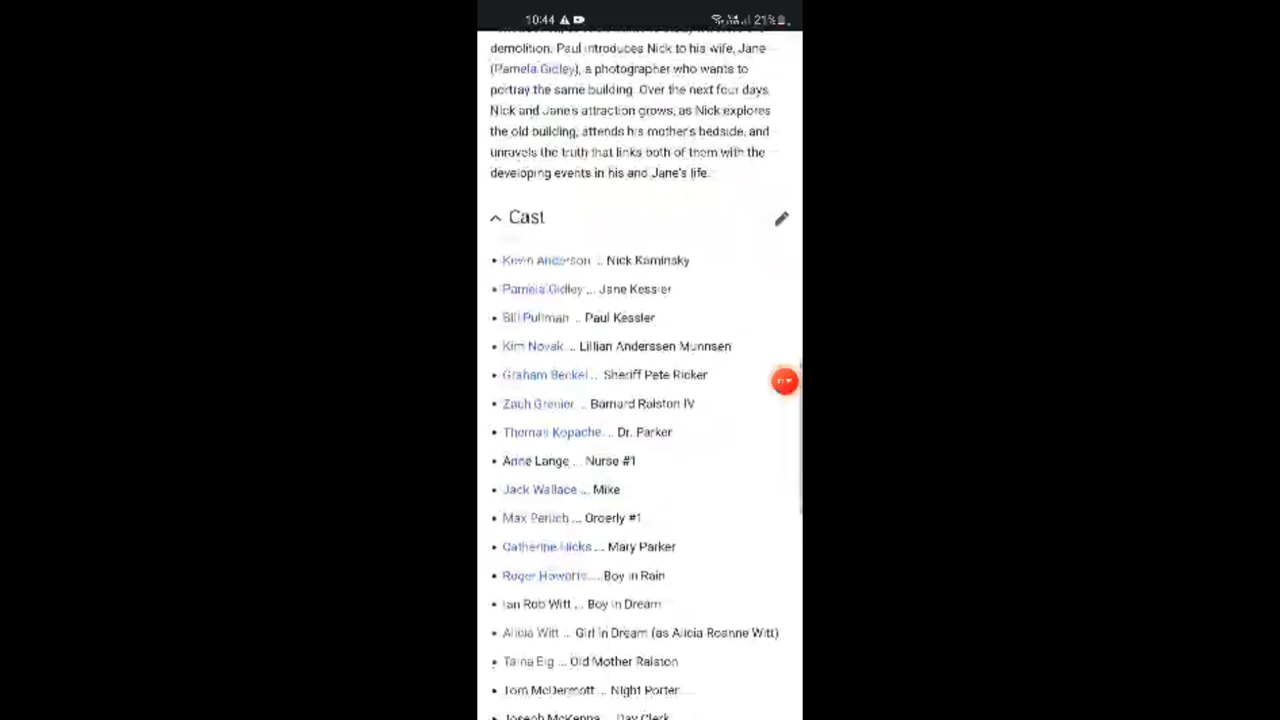 10:44 21%
demolition. Paul introduces Nick to his wife, Jane
(Pamela Gidley), a photographer who wants to
portray the same building. Over the next four days,
Nick and Jane's attraction grows, as Nick explores
the old building, attends his mother's bedside, and
unravels the truth that links both of them with the
developing events in his and Jane's life.
Cast
• Kevin Anderson ... Nick Kaminsky
• Pamela Gidley ... Jane Kessler
• Bill Pullman ... Paul Kessler
• Kim Novak ... Lillian Anderssen Munnsen
• Graham Beckel ... Sheriff Pete Ricker
• Zach Grenier ... Barnard Ralston IV
• Thomas Kopache ... Dr. Parker
• Anne Lange ... Nurse #1
• Jack Wallace ... Mike
• Max Perlich ... Orderly #1
• Catherine Hicks ... Mary Parker
• Roger Howarth ... Boy in Rain
• Ian Rob Witt ... Boy in Dream
• Alicia Witt ... Girl in Dream (as Alicia Roanne Witt)
• Taina Elg ... Old Mother Ralston
• Tom McDermott ... Night Porter
• Joseph McKenna ... Day Clerk